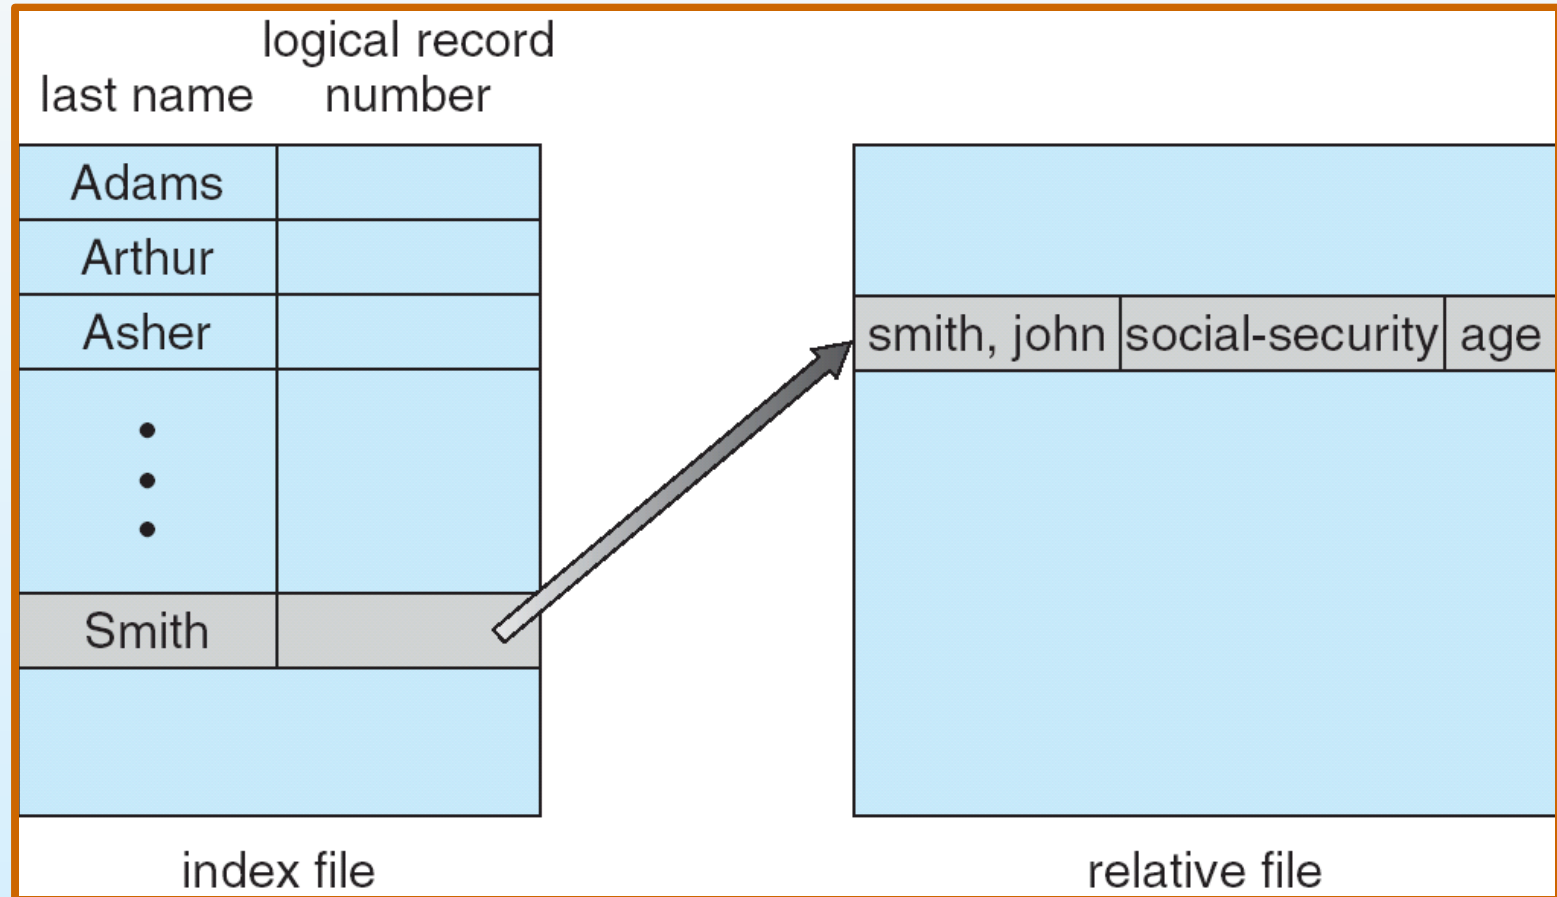 logical record
last name number
Adams
Arthur
Asher
Smith
smith, john social-security age
index file
relative file